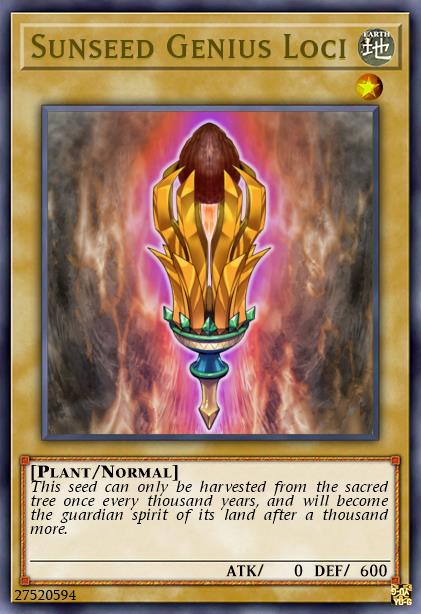 Sunseed Genius Loci
EARTH
地
[Plant/Normal]
This seed can only be harvested from the sacred
tree once every thousand years, and will become
the guardian spirit of its land after a thousand
more.
ATK/ 0 DEF/ 600
27520594